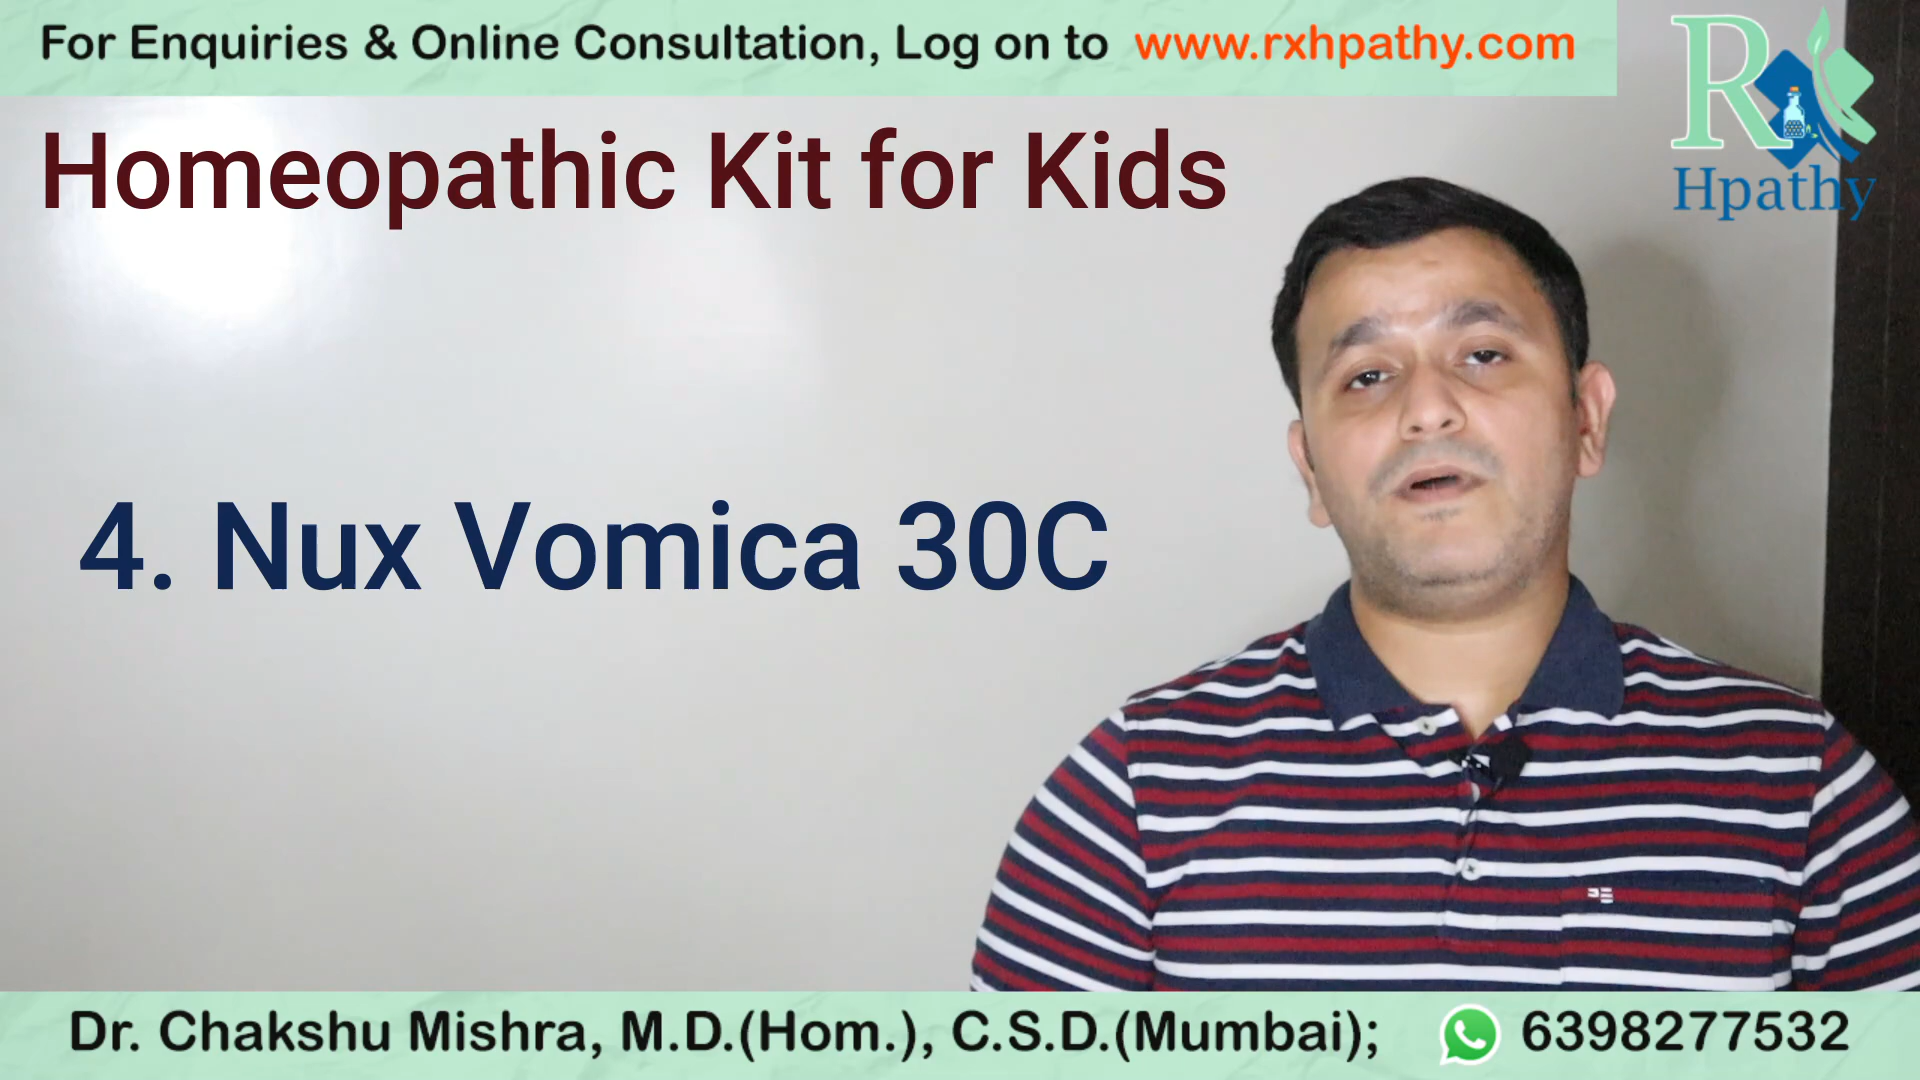 For Enquiries & Online Consultation, Log on to www.rxhpathy.com
Rx
Hpathy
Homeopathic Kit for Kids
4. Nux Vomica 30C
Dr. Chakshu Mishra, M.D.(Hom.), C.S.D.(Mumbai); 6398277532